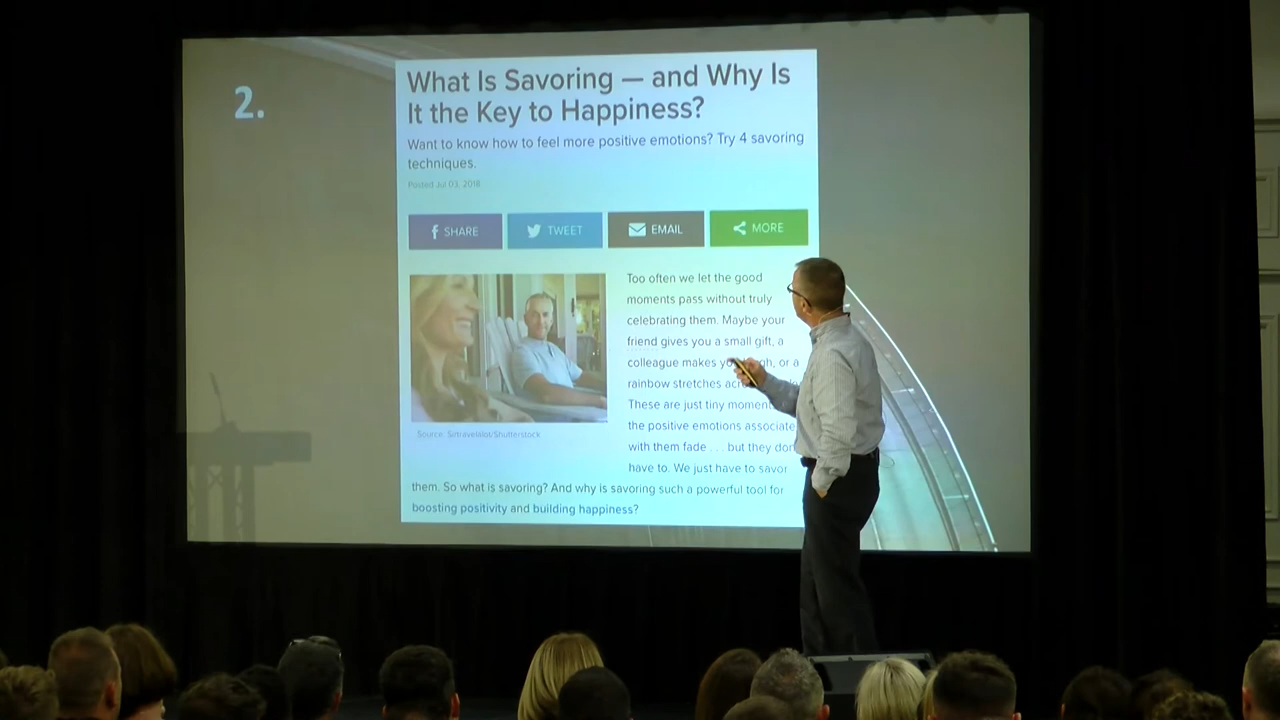 2.
What Is Savoring — and Why Is
It the Key to Happiness?
Want to know how to feel more positive emotions? Try 4 savoring
techniques.
Posted Jul 03, 2018
f SHARE
TWEET
EMAIL
MORE
Too often we let the good
moments pass without truly
celebrating them. Maybe your
friend gives you a small gift, a
colleague makes or a
rainbow stretches
These are just tiny
the positive emotions
with them fade . . . but they
have to. We just have to savor
Source:
them. So what is savoring? And why is savoring such a powerful tool for
boosting positivity and building happiness?